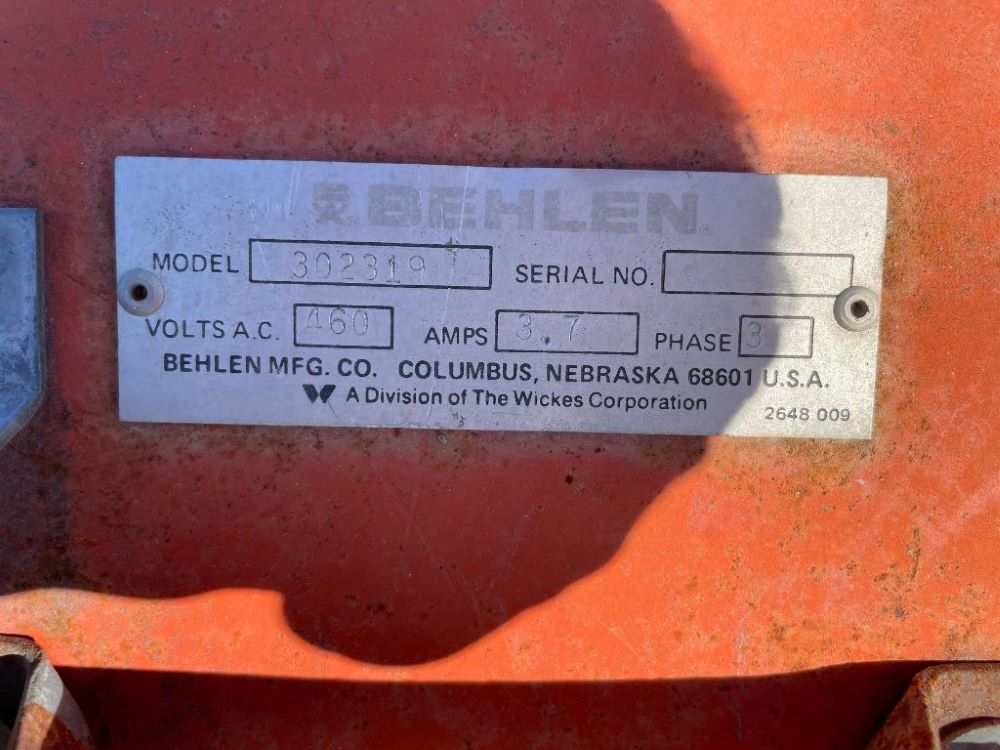 BEHLEN
MODEL 302319 SERIAL NO.
VOLTS A.C. 460 AMPS 3.7 PHASE 3
BEHLEN MFG. CO. COLUMBUS, NEBRASKA 68601 U.S.A.
W A Division of The Wickes Corporation
2648 009